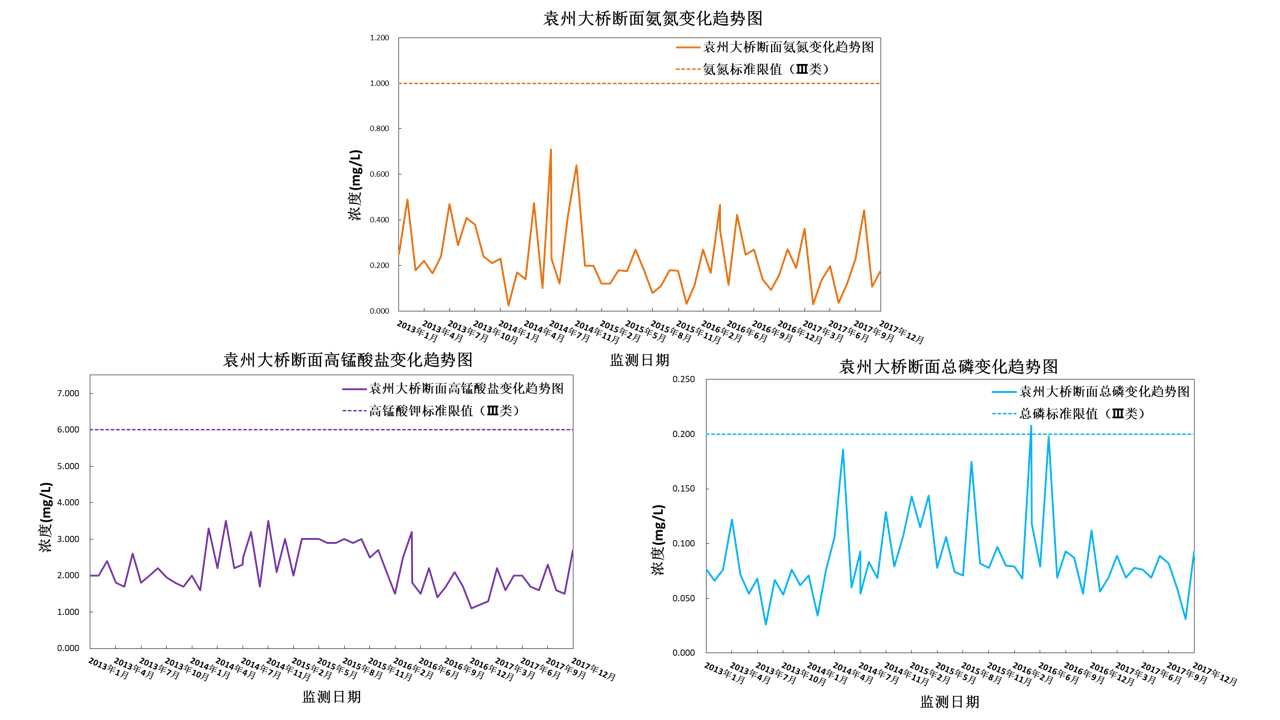 袁州大桥断面氨氮变化趋势图
1.200
1.000
0.800
0.600
0.400
0.200
0.000
浓度(mg/L)
袁州大桥断面氨氮变化趋势图
氨氮标准限值（Ⅲ类）
2013年1月
2013年4月
2013年7月
2013年10月
2014年1月
2014年4月
2014年7月
2014年11月
2015年2月
2015年5月
2015年8月
2015年11月
2016年2月
2016年6月
2016年9月
2016年12月
2017年3月
2017年6月
2017年9月
2017年12月
监测日期
袁州大桥断面高锰酸盐变化趋势图
7.000
6.000
5.000
4.000
3.000
2.000
1.000
0.000
浓度(mg/L)
袁州大桥断面高锰酸盐变化趋势图
高锰酸钾标准限值（Ⅲ类）
2013年1月
2013年4月
2013年7月
2013年10月
2014年1月
2014年4月
2014年7月
2014年11月
2015年2月
2015年5月
2015年8月
2015年11月
2016年2月
2016年6月
2016年9月
2016年12月
2017年3月
2017年6月
2017年9月
2017年12月
监测日期
袁州大桥断面总磷变化趋势图
0.250
0.200
0.150
0.100
0.050
0.000
浓度(mg/L)
袁州大桥断面总磷变化趋势图
总磷标准限值（Ⅲ类）
2013年1月
2013年4月
2013年7月
2013年10月
2014年1月
2014年4月
2014年7月
2014年11月
2015年2月
2015年5月
2015年8月
2015年11月
2016年2月
2016年6月
2016年9月
2016年12月
2017年3月
2017年6月
2017年9月
2017年12月
监测日期